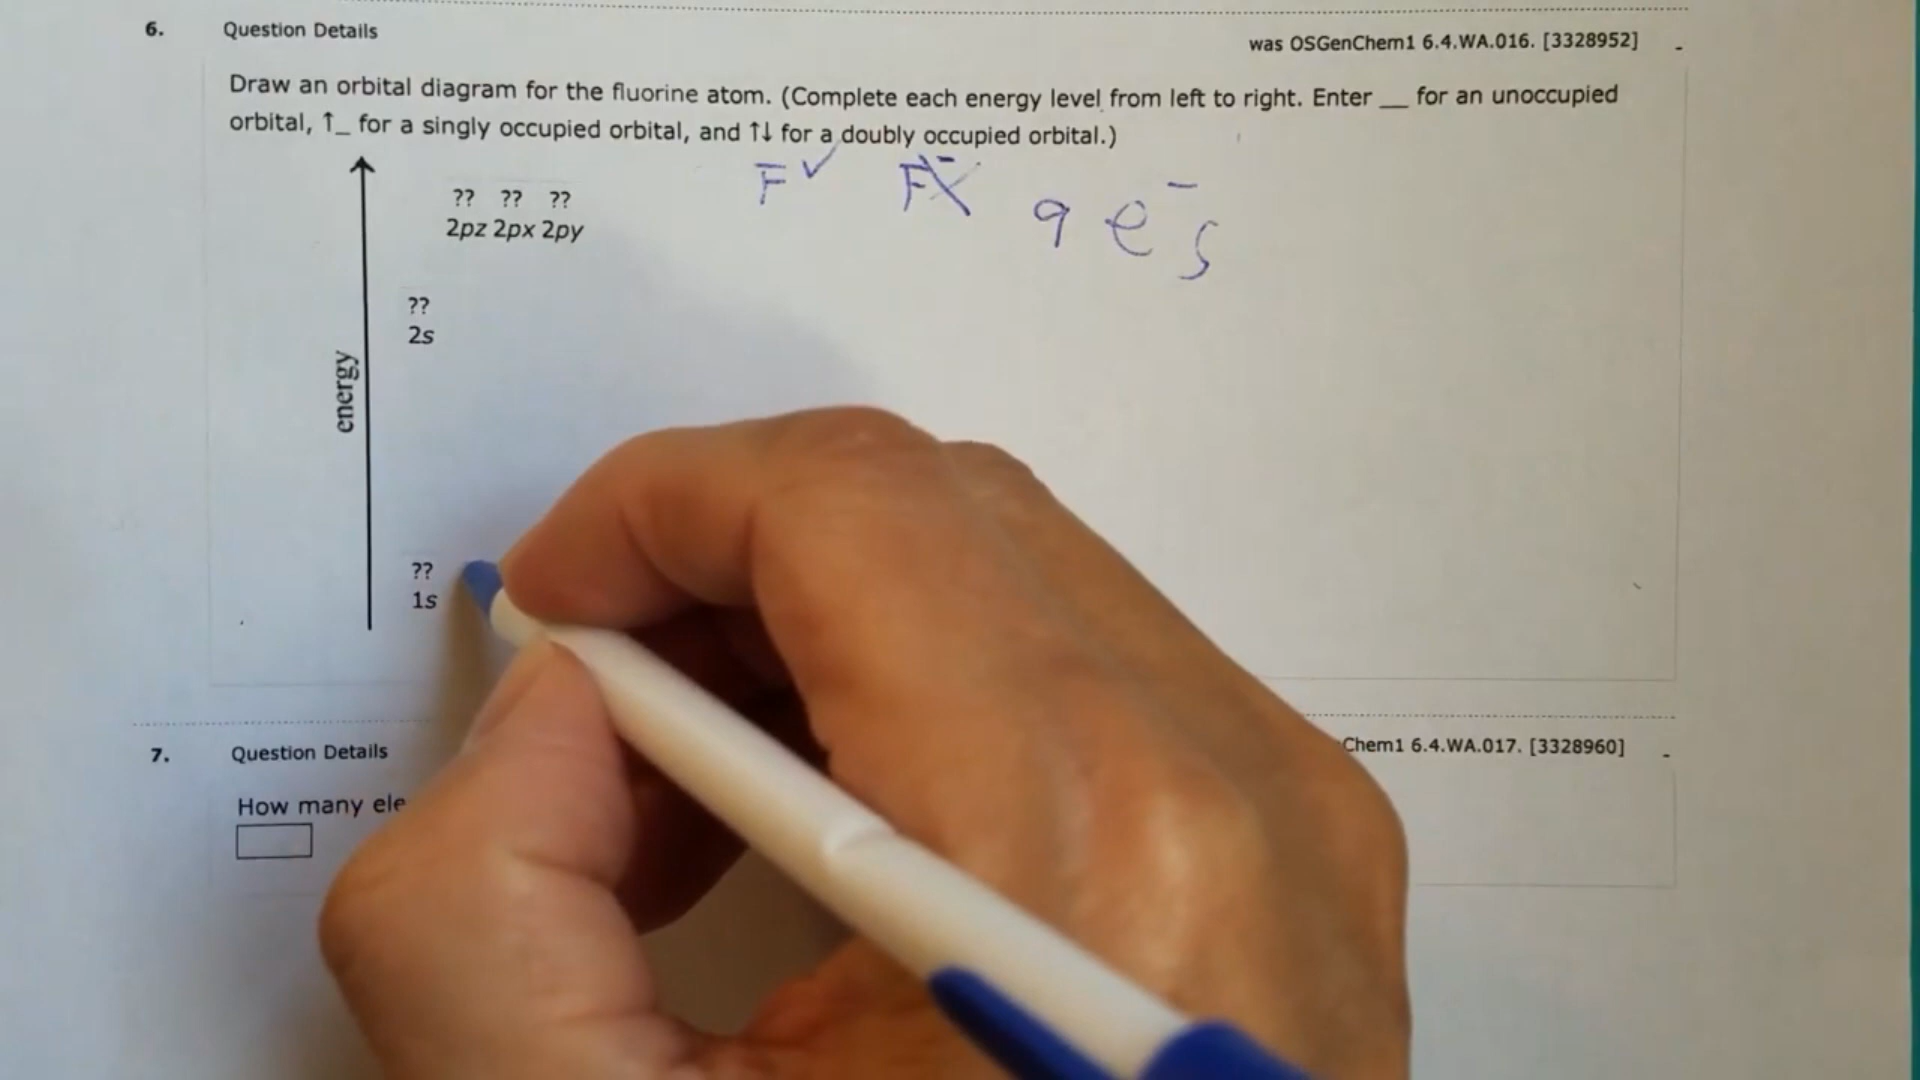 6. Question Details was OSGenChem1 6.4.WA.016. [3328952] -
Draw an orbital diagram for the fluorine atom. (Complete each energy level from left to right. Enter __ for an unoccupied
orbital, ↑_ for a singly occupied orbital, and ↑↓ for a doubly occupied orbital.)
F✓ F⁻ 9 e⁻s
?? ?? ??
2pz 2px 2py
??
2s
energy
??
1s
7. Question Details Chem1 6.4.WA.017. [3328960] -
How many ele